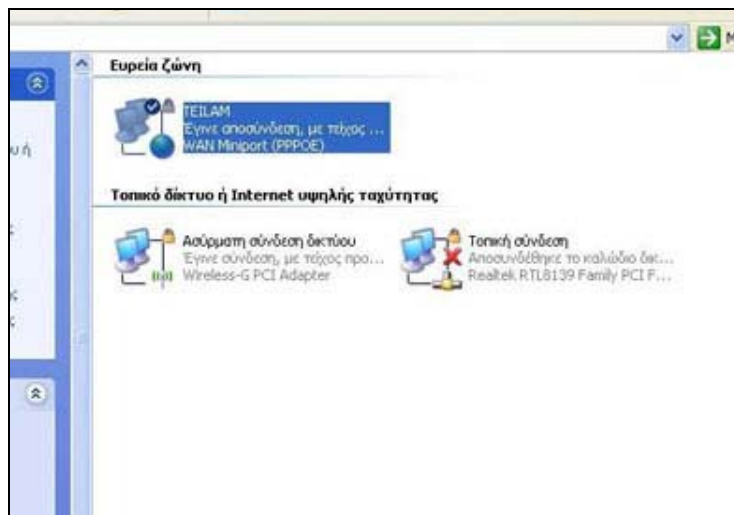 Ευρεία ζώνη
TEILAM
Έγινε αποσύνδεση, με τείχος ...
WAN Miniport (PPPOE)
Τοπικό δίκτυο ή Internet υψηλής ταχύτητας
Ασύρματη σύνδεση δικτύου
Έγινε σύνδεση, με τείχος προ...
Wireless-G PCI Adapter
Τοπική σύνδεση
Αποσυνδέθηκε το καλώδιο δικ...
Realtek RTL8139 Family PCI F...